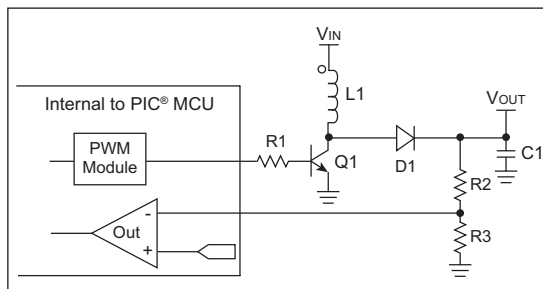 VIN
L1
Internal to PIC® MCU
VOUT
R1
PWM
Module
Q1
D1
C1
R2
-
Out
+
R3